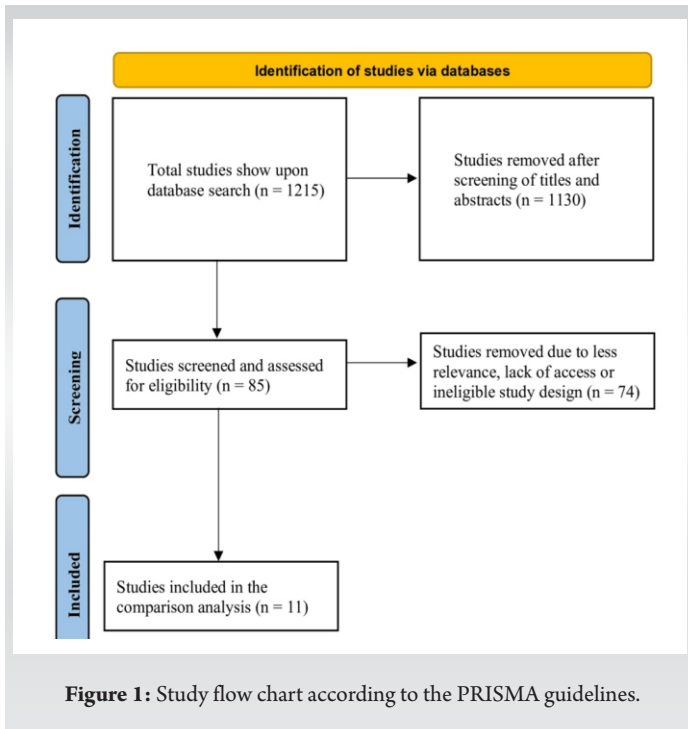 Identification of studies via databases
Identification
Total studies show upon
database search (n = 1215)
Studies removed after
screening of titles and
abstracts (n = 1130)
Screening
Studies screened and assessed
for eligibility (n = 85)
Studies removed due to less
relevance, lack of access or
ineligible study design (n = 74)
Included
Studies included in the
comparison analysis (n = 11)
Figure 1: Study flow chart according to the PRISMA guidelines.